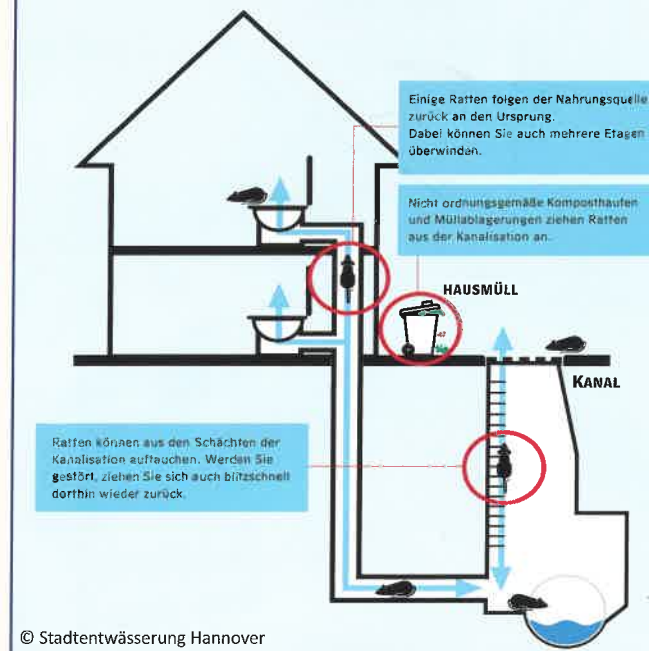 Einige Ratten folgen der Nahrungsquelle
zurück an den Ursprung.
Dabei können Sie auch mehrere Etagen
überwinden.
Nicht ordnungsgemäße Komposthaufen
und Müllablagerungen ziehen Ratten
aus der Kanalisation an.
HAUSMÜLL
KANAL
Ratten können aus den Schächten der
Kanalisation auftauchen. Werden Sie
gestört, ziehen Sie sich auch blitzschnell
dorthin wieder zurück.
© Stadtentwässerung Hannover